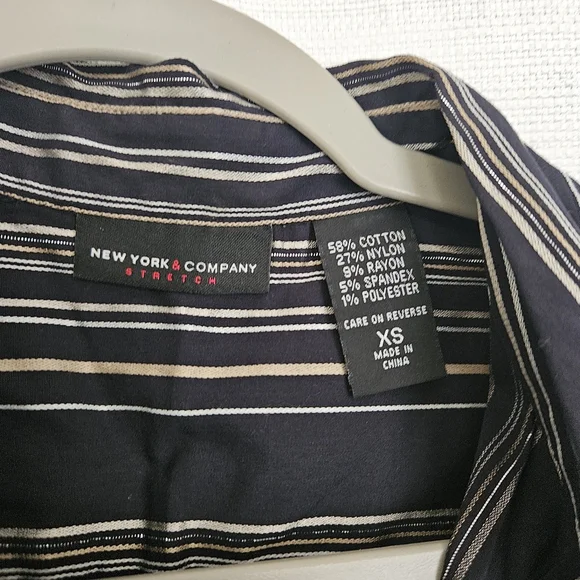 NEW YORK & COMPANY
STRETCH
58% COTTON
27% NYLON
9% RAYON
5% SPANDEX
1% POLYESTER
CARE ON REVERSE
XS
MADE IN
CHINA